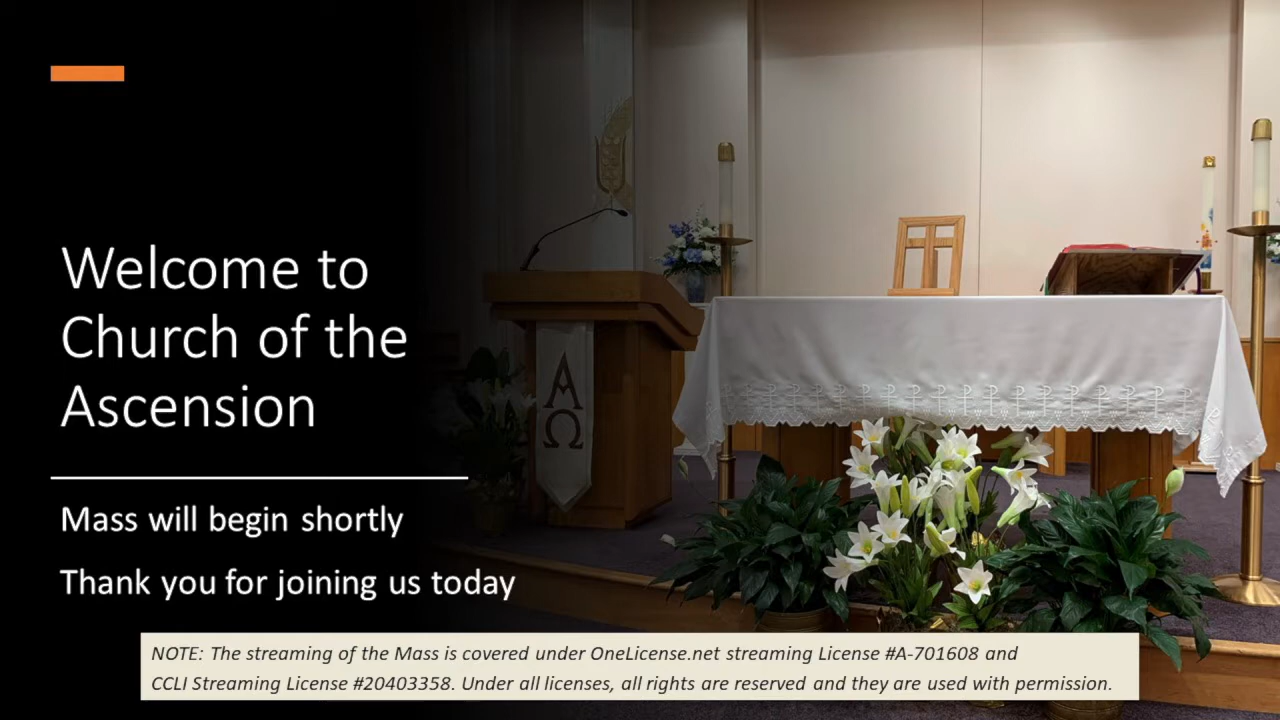 Welcome to
Church of the
Ascension
Mass will begin shortly
Thank you for joining us today
Α
Ω
NOTE: The streaming of the Mass is covered under OneLicense.net streaming License #A-701608 and
CCLI Streaming License #20403358. Under all licenses, all rights are reserved and they are used with permission.